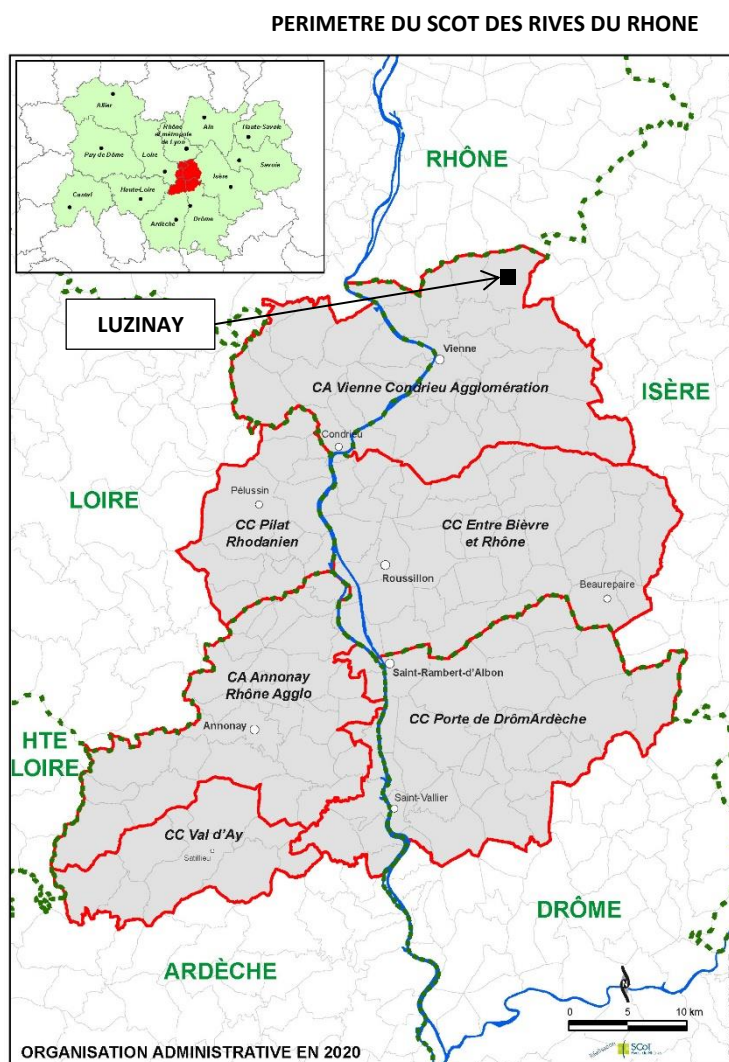 PERIMETRE DU SCOT DES RIVES DU RHONE
Allier
Rhône
et métropole
de Lyon
Ain
Haute-Savoie
Puy de Dôme
Loire
Isère
Savoie
Cantal
Haute-Loire
Ardèche
Drôme
RHÔNE
LUZINAY
Vienne
ISÈRE
CA Vienne Condrieu Agglomération
Condrieu
LOIRE
Pélussin
CC Pilat
Rhodanien
CC Entre Bièvre
et Rhône
Roussillon
Beaurepaire
CA Annonay
Rhône Agglo
Saint-Rambert-d'Albon
CC Porte de DrômArdèche
Annonay
HTE
LOIRE
Saint-Vallier
CC Val d'Ay
Satillieu
DRÔME
ARDÈCHE
N
0 5 10 km
ORGANISATION ADMINISTRATIVE EN 2020
Réalisation
SCot